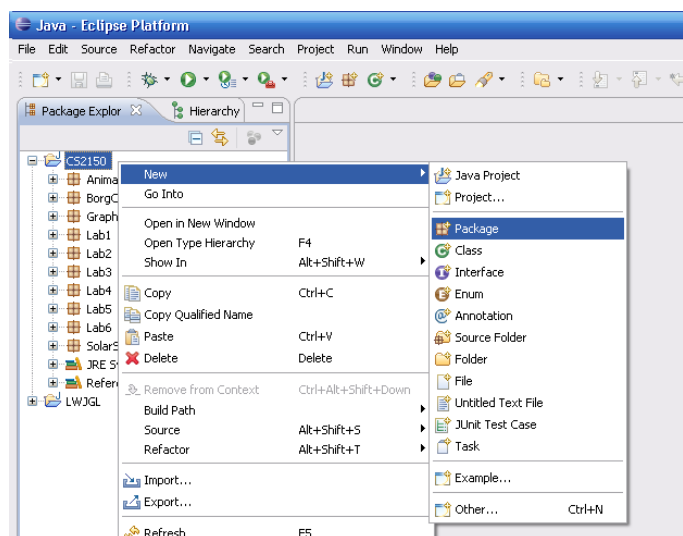 Java - Eclipse Platform
File Edit Source Refactor Navigate Search Project Run Window Help
Package Explor Hierarchy
CS2150
Anima
BorgC
Graph
Lab1
Lab2
Lab3
Lab4
Lab5
Lab6
SolarS
JRE Sy
Refere
LWJGL
New
Go Into
Open in New Window
Open Type Hierarchy F4
Show In Alt+Shift+W
Copy Ctrl+C
Copy Qualified Name
Paste Ctrl+V
Delete Delete
Remove from Context Ctrl+Alt+Shift+Down
Build Path
Source Alt+Shift+S
Refactor Alt+Shift+T
Import...
Export...
Refresh F5
Java Project
Project...
Package
Class
Interface
Enum
Annotation
Source Folder
Folder
File
Untitled Text File
JUnit Test Case
Task
Example...
Other... Ctrl+N